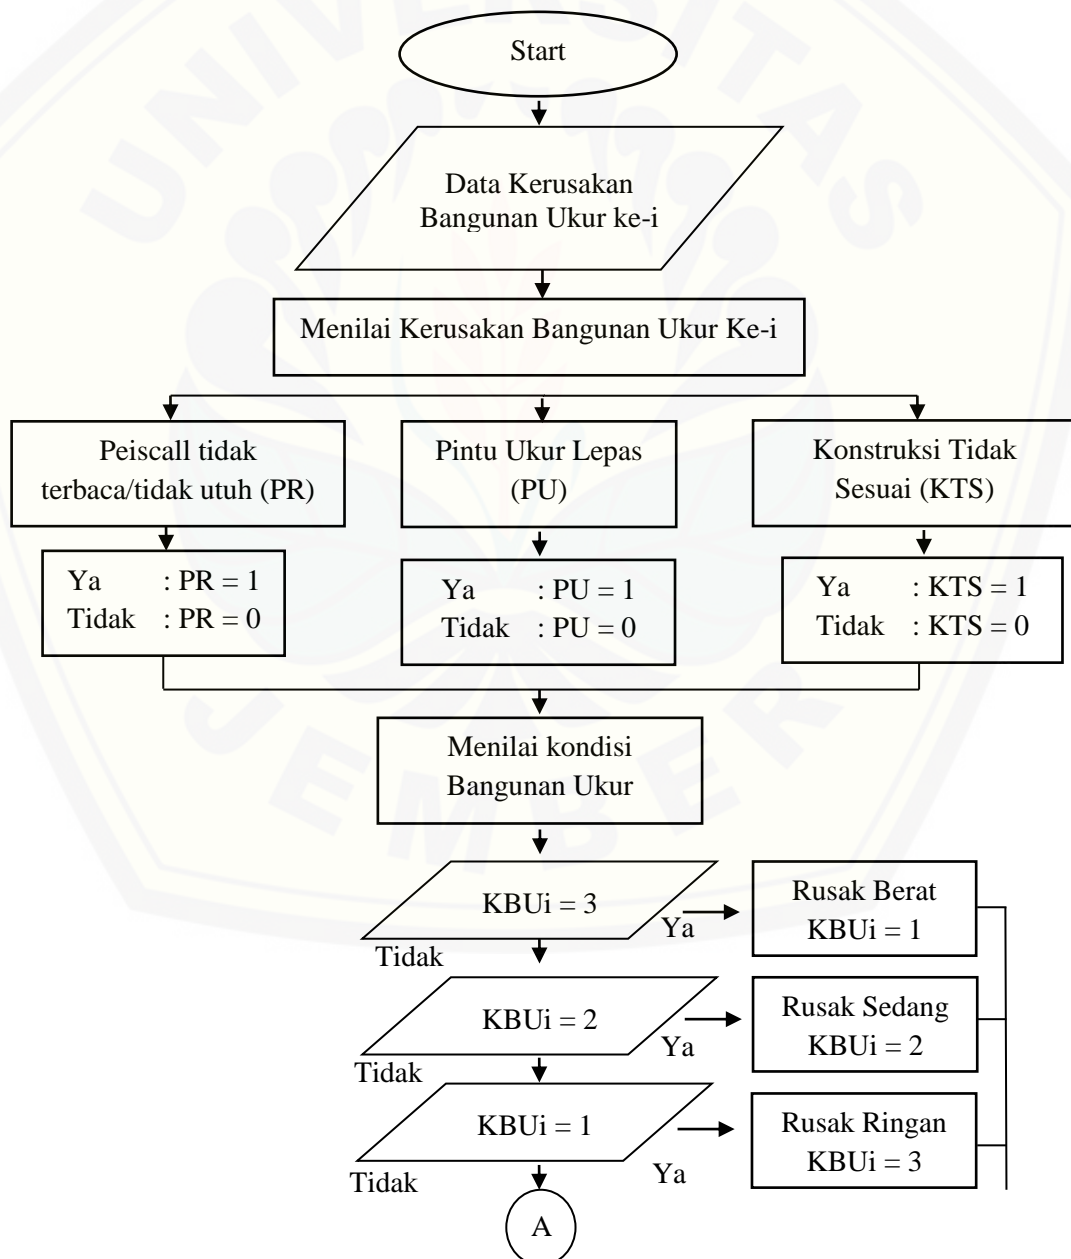 UNIVERSITAS
Start
Data Kerusakan
Bangunan Ukur ke-i
Menilai Kerusakan Bangunan Ukur Ke-i
Peiscall tidak
terbaca/tidak utuh (PR)
Pintu Ukur Lepas
(PU)
Konstruksi Tidak
Sesuai (KTS)
Ya : PR = 1
Tidak : PR = 0
Ya : PU = 1
Tidak : PU = 0
Ya : KTS = 1
Tidak : KTS = 0
Menilai kondisi
Bangunan Ukur
JEMBER
KBUi = 3
Ya
Tidak
Rusak Berat
KBUi = 1
KBUi = 2
Ya
Tidak
Rusak Sedang
KBUi = 2
KBUi = 1
Ya
Tidak
Rusak Ringan
KBUi = 3
A